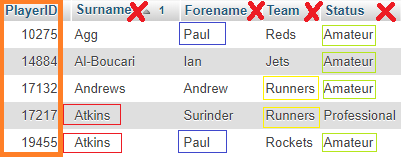 PlayerID Surname 1 Forename Team Status
10275 Agg Paul Reds Amateur
14884 Al-Boucari Ian Jets Amateur
17132 Andrews Andrew Runners Amateur
17217 Atkins Surinder Runners Professional
19455 Atkins Paul Rockets Amateur